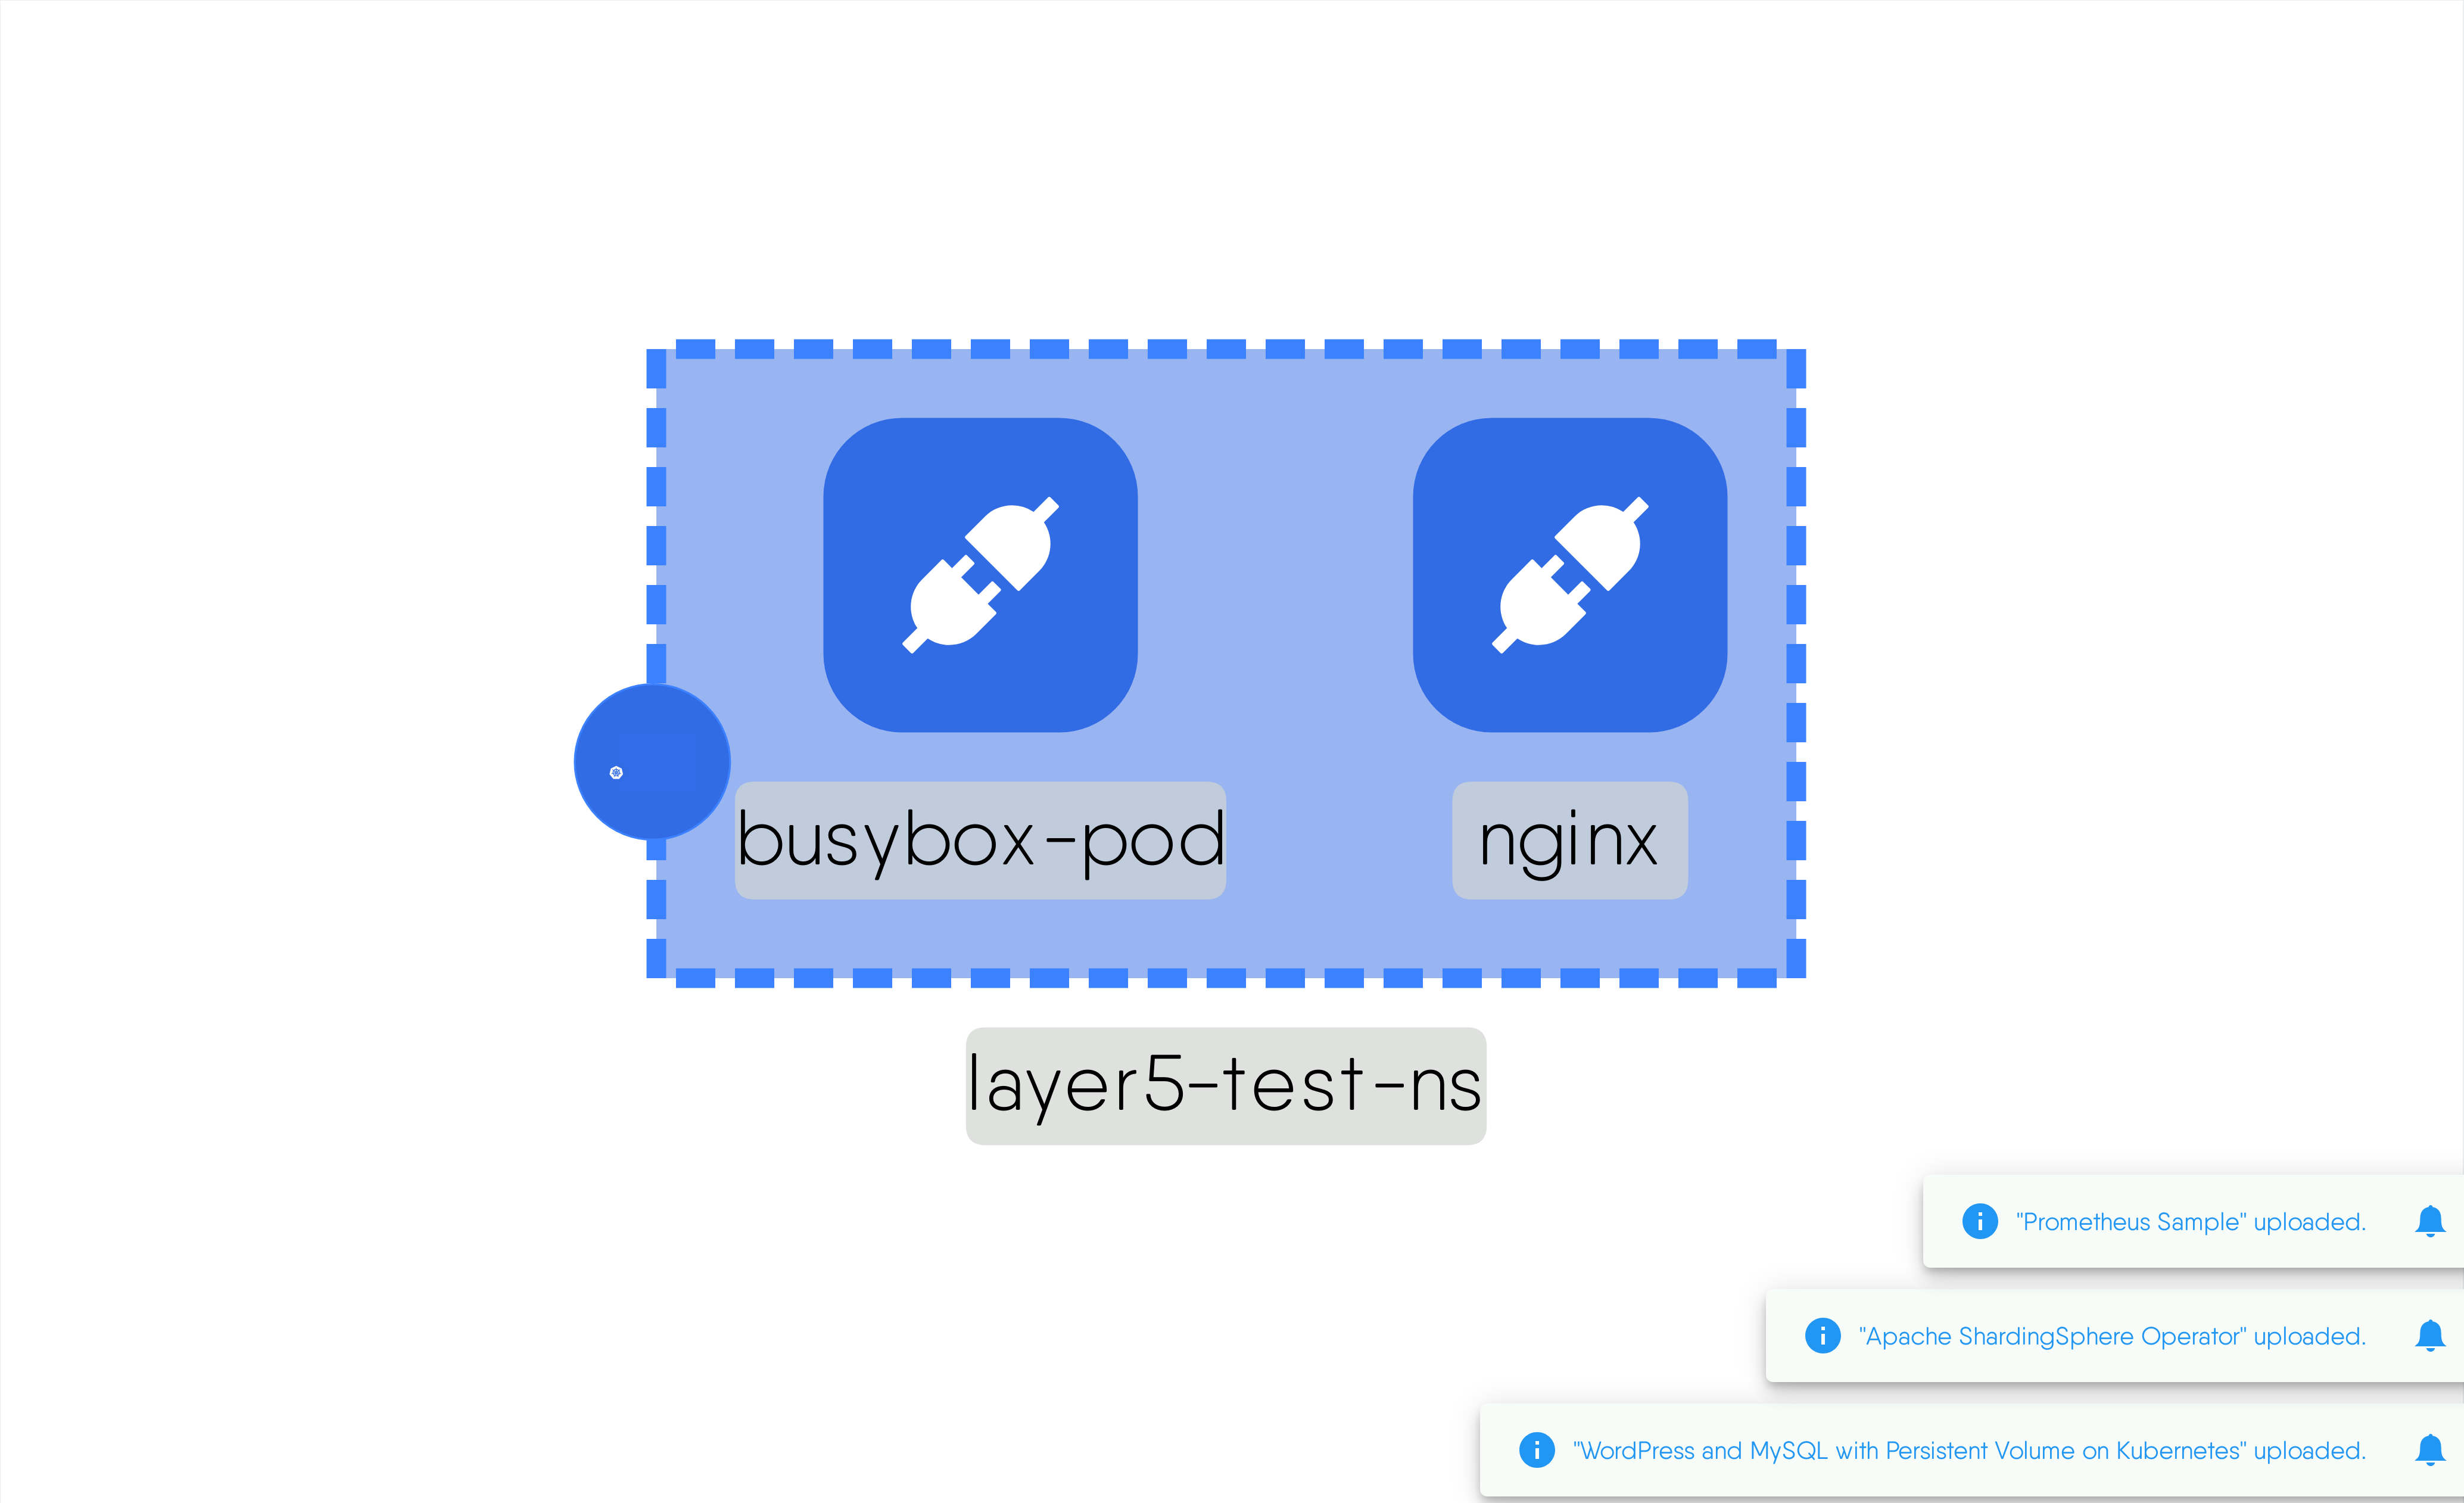 busybox-pod
nginx
layer5-test-ns
"Prometheus Sample" uploaded.
"Apache ShardingSphere Operator" uploaded.
"WordPress and MySQL with Persistent Volume on Kubernetes" uploaded.